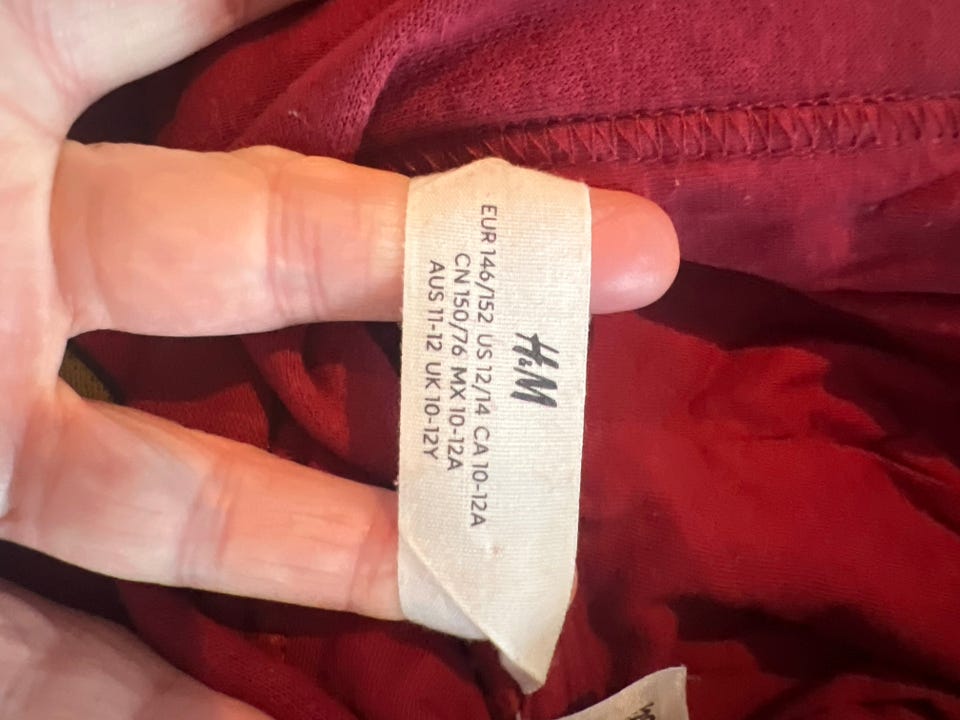 H&M
EUR 146/152 US 12/14 CA 10-12A
CN 150/76 MX 10-12A
AUS 11-12 UK 10-12Y